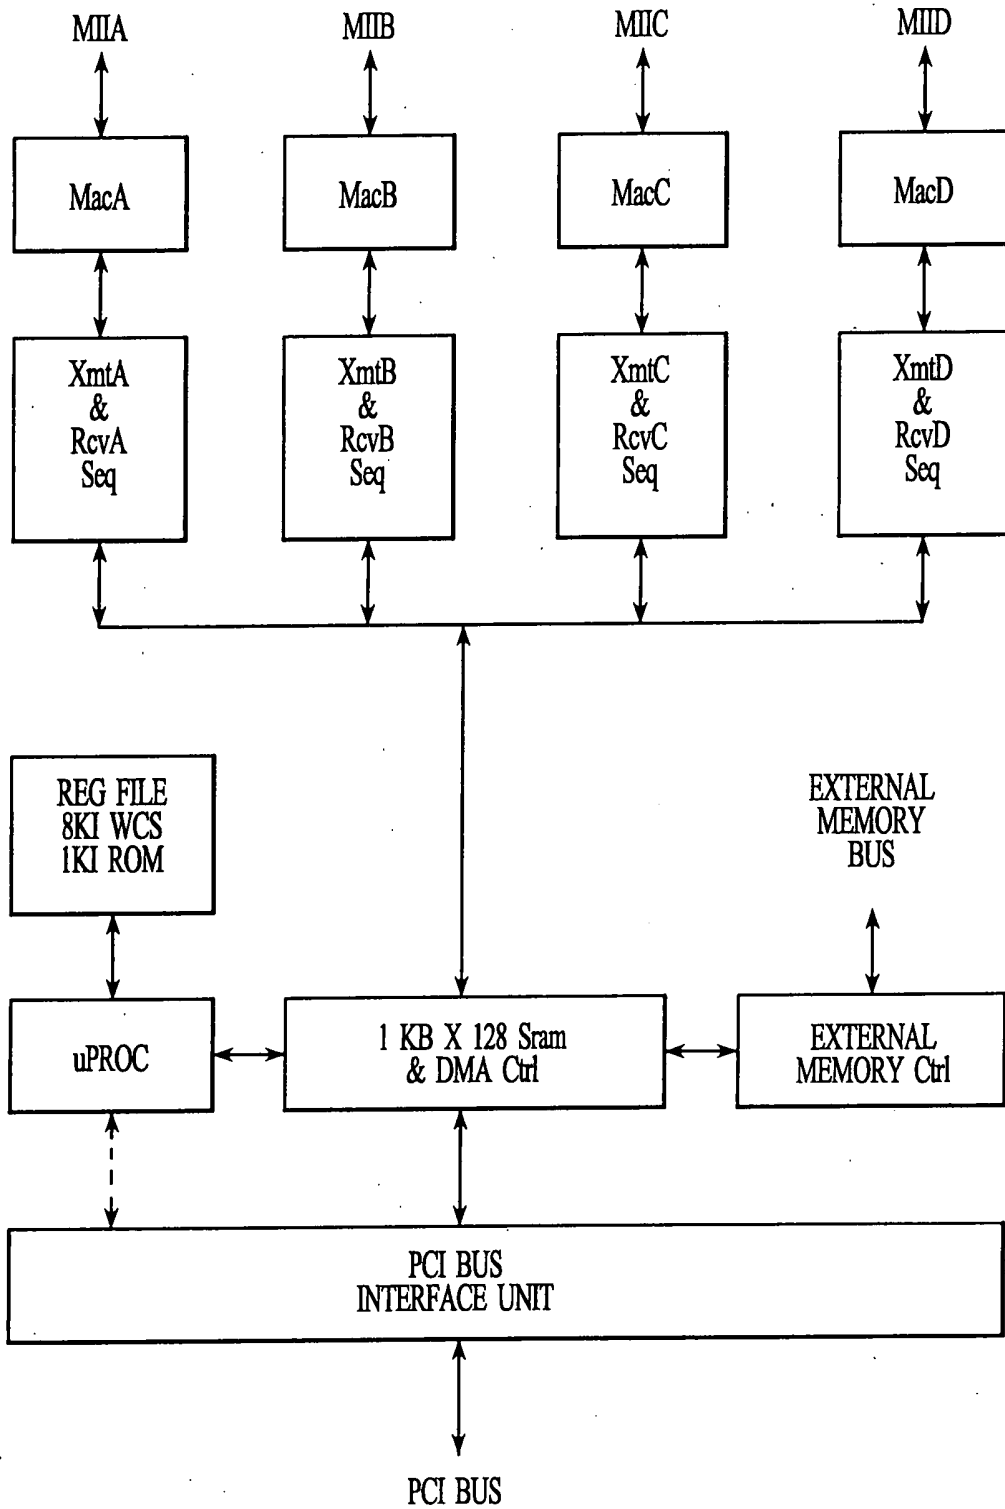 MIIA
MIIB
MIIC
MIID
MacA
MacB
MacC
MacD
XmtA
&
RcvA
Seq
XmtB
&
RcvB
Seq
XmtC
&
RcvC
Seq
XmtD
&
RcvD
Seq
REG FILE
8KI WCS
1KI ROM
EXTERNAL
MEMORY
BUS
uPROC
1 KB X 128 Sram
& DMA Ctrl
EXTERNAL
MEMORY Ctrl
PCI BUS
INTERFACE UNIT
PCI BUS